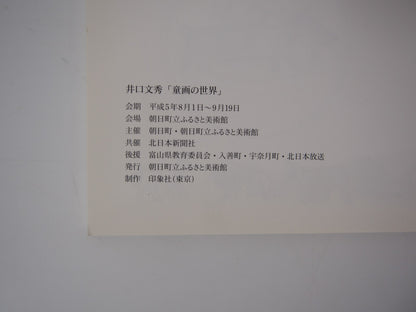 井口文秀「童画の世界」
会期　平成5年8月1日～9月19日
会場　朝日町立ふるさと美術館
主催　朝日町・朝日町立ふるさと美術館
共催　北日本新聞社
後援　富山県教育委員会・入善町・宇奈月町・北日本放送
発行　朝日町立ふるさと美術館
制作　印象社(東京)